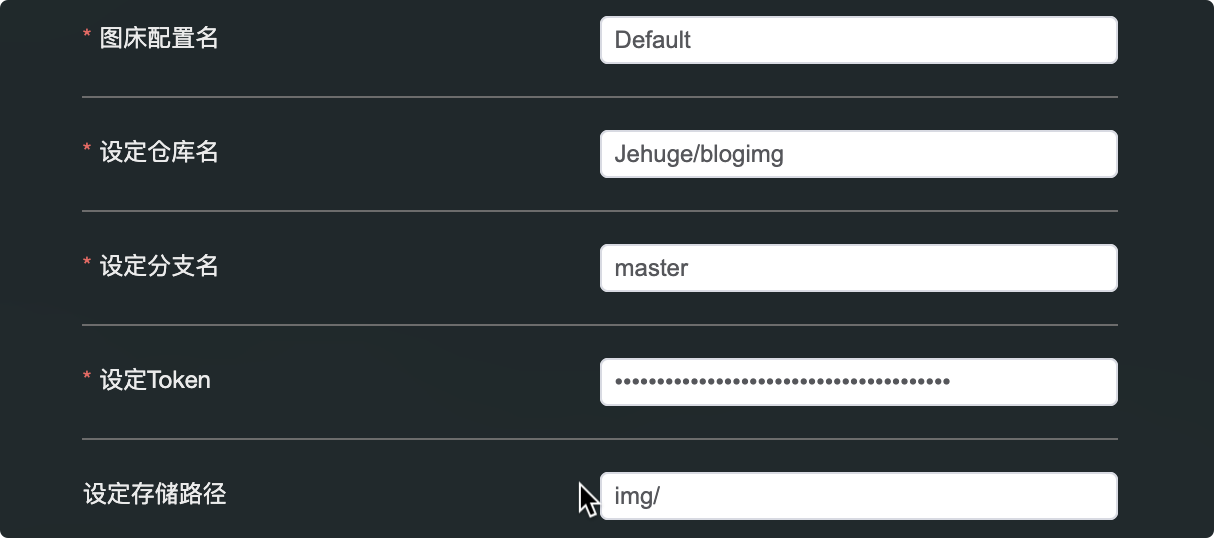 * 图床配置名 Default
* 设定仓库名 Jehuge/blogimg
* 设定分支名 master
* 设定Token ••••••••••••••••••••••••••••••••••••••••
设定存储路径 img/